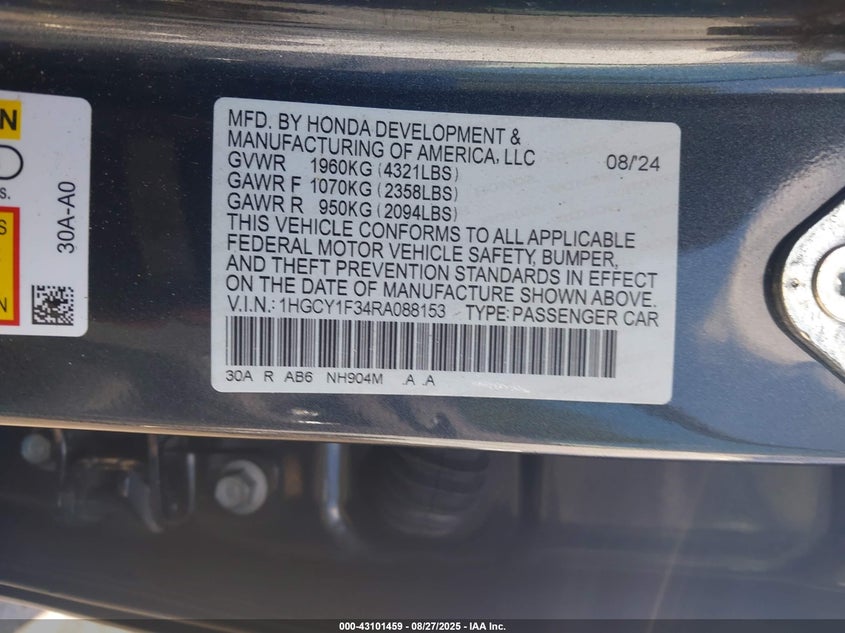 N
s.
S
30A-A0
MFD. BY HONDA DEVELOPMENT &
MANUFACTURING OF AMERICA, LLC 08/'24
GVWR 1960KG (4321LBS)
GAWR F 1070KG (2358LBS)
GAWR R 950KG (2094LBS)
THIS VEHICLE CONFORMS TO ALL APPLICABLE
FEDERAL MOTOR VEHICLE SAFETY, BUMPER,
AND THEFT PREVENTION STANDARDS IN EFFECT
ON THE DATE OF MANUFACTURE SHOWN ABOVE.
V.I.N.: 1HGCY1F34RA088153 TYPE: PASSENGER CAR
30A R AB6 NH904M .A .A
000-43101459 - 08/27/2025 - IAA Inc.